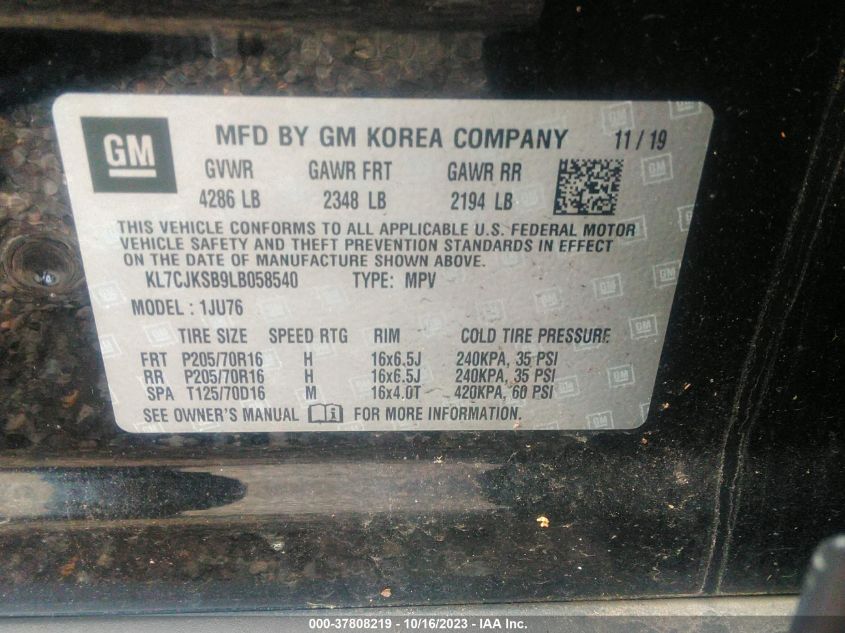 GM
MFD BY GM KOREA COMPANY 11 / 19
GVWR GAWR FRT GAWR RR
4286 LB 2348 LB 2194 LB
THIS VEHICLE CONFORMS TO ALL APPLICABLE U.S. FEDERAL MOTOR
VEHICLE SAFETY AND THEFT PREVENTION STANDARDS IN EFFECT
ON THE DATE OF MANUFACTURE SHOWN ABOVE.
KL7CJKSB9LB058540 TYPE: MPV
MODEL : 1JU76
TIRE SIZE SPEED RTG RIM COLD TIRE PRESSURE
FRT P205/70R16 H 16x6.5J 240KPA, 35 PSI
RR P205/70R16 H 16x6.5J 240KPA, 35 PSI
SPA T125/70D16 M 16x4.0T 420KPA, 60 PSI
SEE OWNER'S MANUAL FOR MORE INFORMATION.
000-37808219 - 10/16/2023 - IAA Inc.